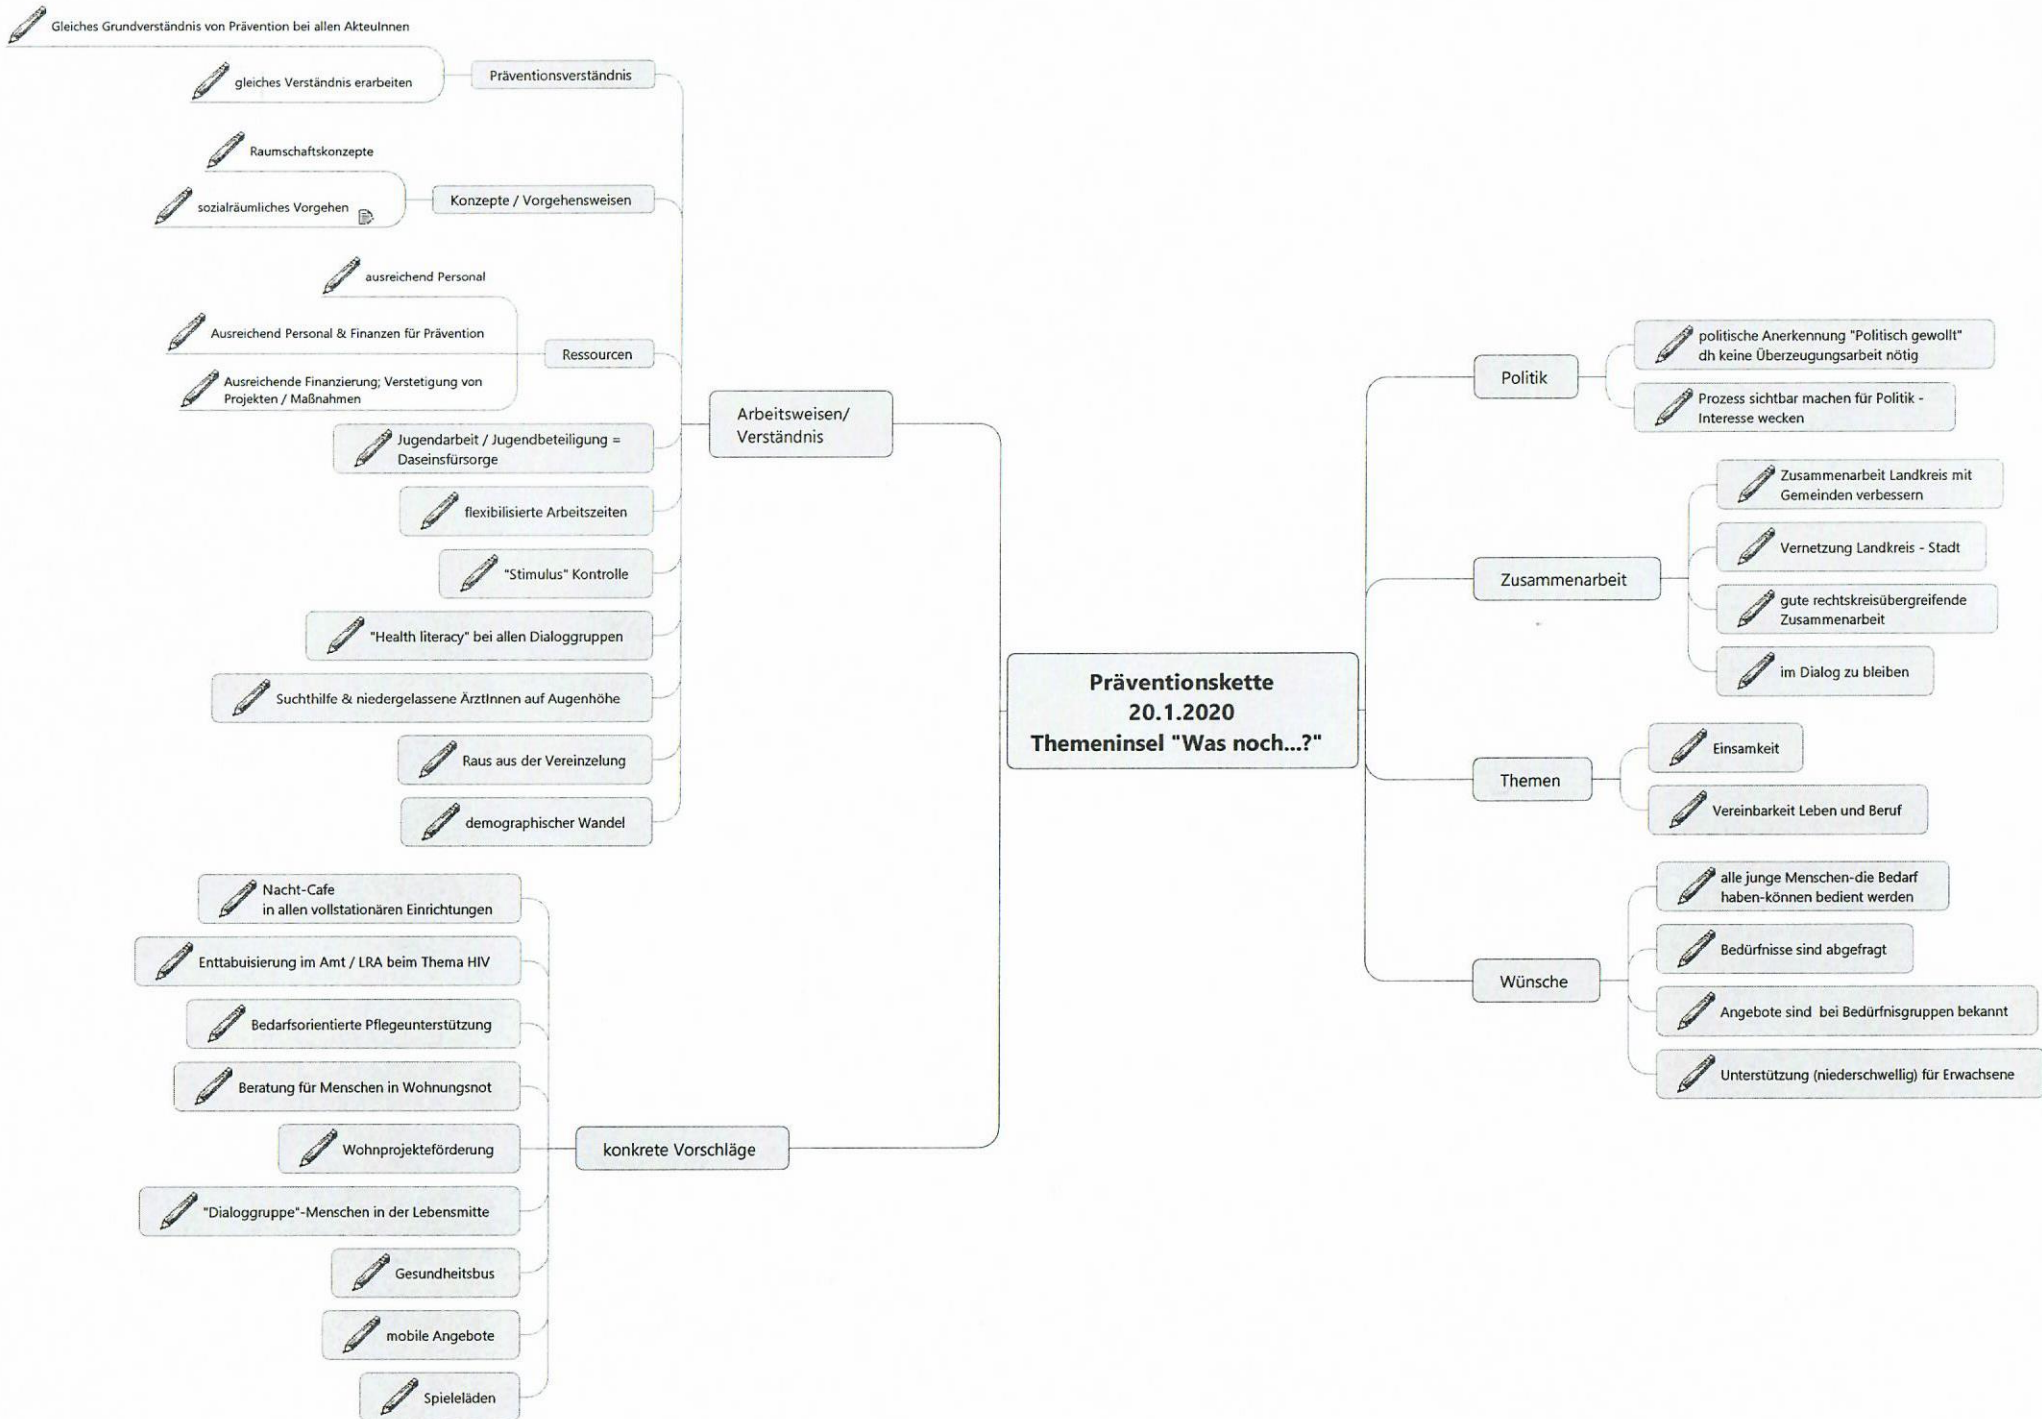 Gleiches Grundverständnis von Prävention bei allen AkteuInnen
gleiches Verständnis erarbeiten
Präventionsverständnis
Raumschaftskonzepte
sozialräumliches Vorgehen
Konzepte / Vorgehensweisen
ausreichend Personal
Ausreichend Personal & Finanzen für Prävention
Ausreichende Finanzierung; Verstetigung von
Projekten / Maßnahmen
Ressourcen
Jugendarbeit / Jugendbeteiligung =
Daseinsfürsorge
flexibilisierte Arbeitszeiten
"Stimulus" Kontrolle
"Health literacy" bei allen Dialoggruppen
Suchthilfe & niedergelassene ÄrztInnen auf Augenhöhe
Raus aus der Vereinzelung
demographischer Wandel
Arbeitsweisen/
Verständnis
Nacht-Cafe
in allen vollstationären Einrichtungen
Enttabuisierung im Amt / LRA beim Thema HIV
Bedarfsorientierte Pflegeunterstützung
Beratung für Menschen in Wohnungsnot
Wohnprojekteförderung
"Dialoggruppe"-Menschen in der Lebensmitte
Gesundheitsbus
mobile Angebote
Spieleläden
konkrete Vorschläge
Präventionskette
20.1.2020
Themeninsel "Was noch...?"
Politik
politische Anerkennung "Politisch gewollt"
dh keine Überzeugungsarbeit nötig
Prozess sichtbar machen für Politik -
Interesse wecken
Zusammenarbeit
Zusammenarbeit Landkreis mit
Gemeinden verbessern
Vernetzung Landkreis - Stadt
gute rechtskreisübergreifende
Zusammenarbeit
im Dialog zu bleiben
Themen
Einsamkeit
Vereinbarkeit Leben und Beruf
Wünsche
alle junge Menschen-die Bedarf
haben-können bedient werden
Bedürfnisse sind abgefragt
Angebote sind bei Bedürfnisgruppen bekannt
Unterstützung (niederschwellig) für Erwachsene